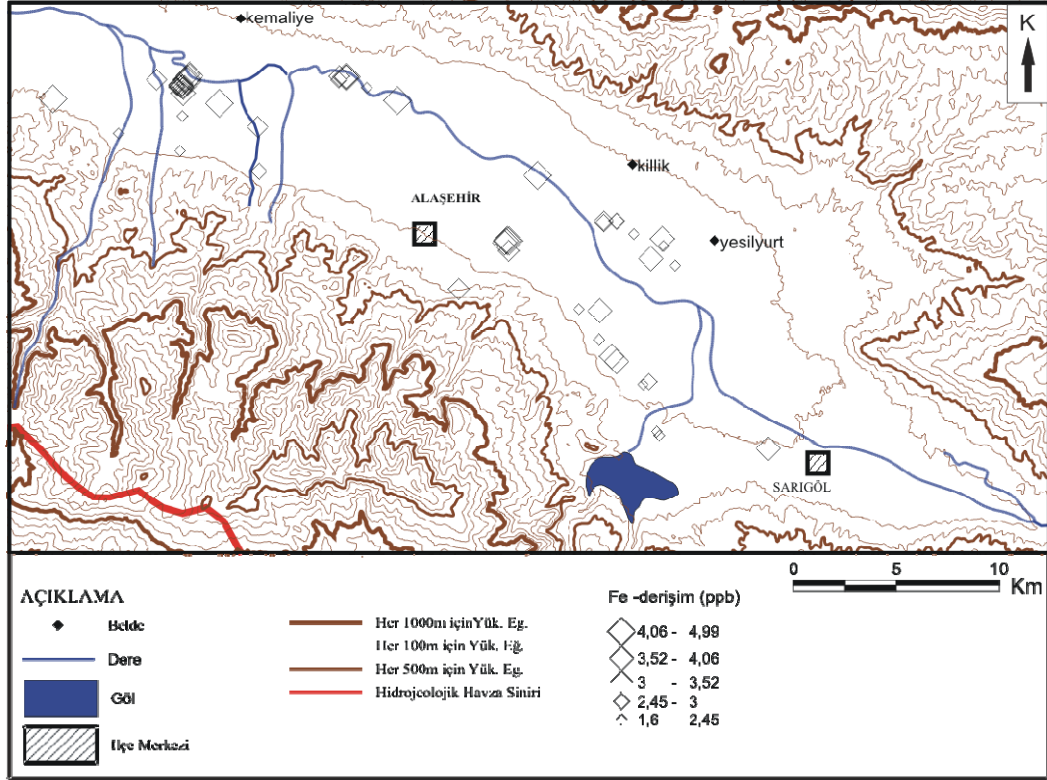 kemaliye
K
killik
ALAŞEHİR
yesilyurt
SARIGÖL
0 5 10
Km
AÇIKLAMA
Belde
Dere
Göl
İlçe Merkezi
Her 1000m içinYük. Eg.
Her 100m için Yük. Eğ.
Her 500m için Yük. Eg.
Hidrojeolojik Havza Siniri
Fe -derişim (ppb)
4,06 - 4,99
3,52 - 4,06
3 - 3,52
2,45 - 3
1,6 2,45